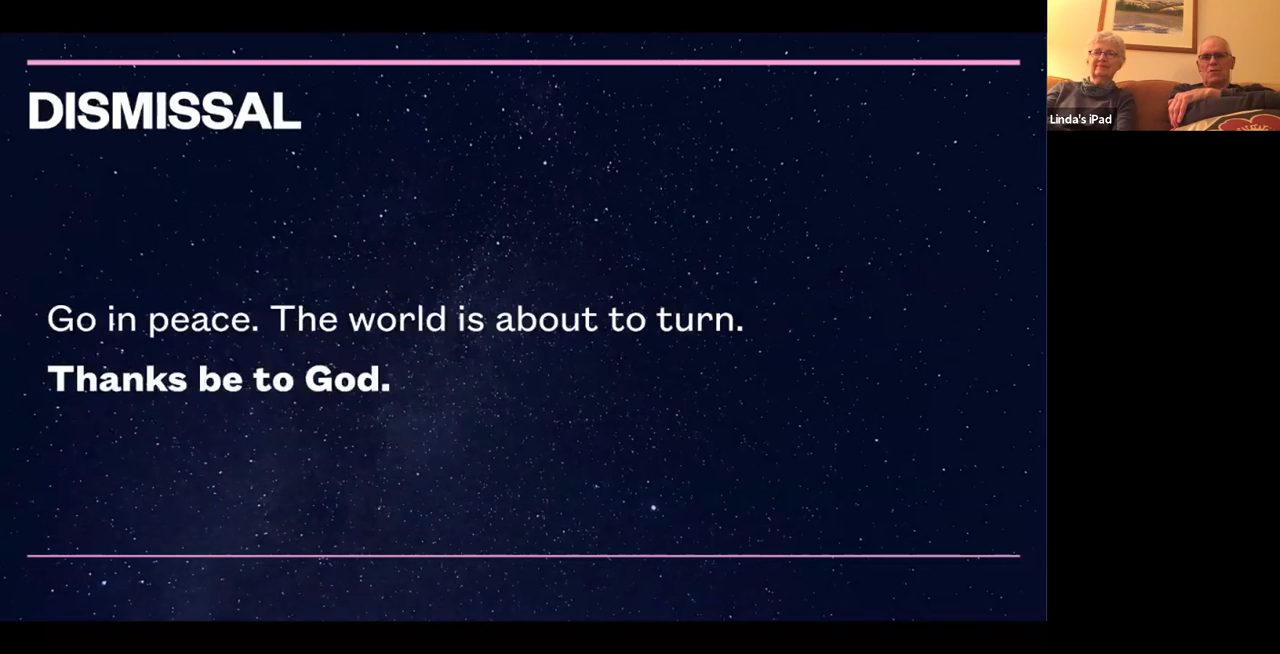 DISMISSAL
Go in peace. The world is about to turn.
Thanks be to God.
Linda's iPad